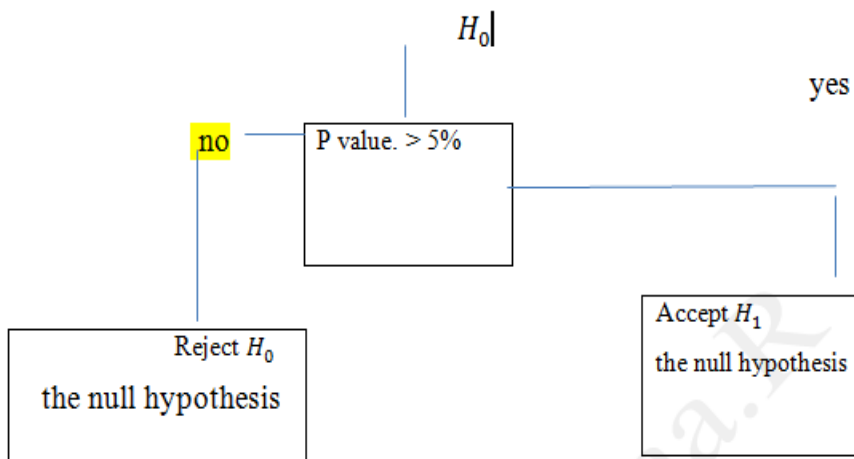 H₀
yes
no
P value. > 5%
Reject H₀
the null hypothesis
Accept H₁
the null hypothesis